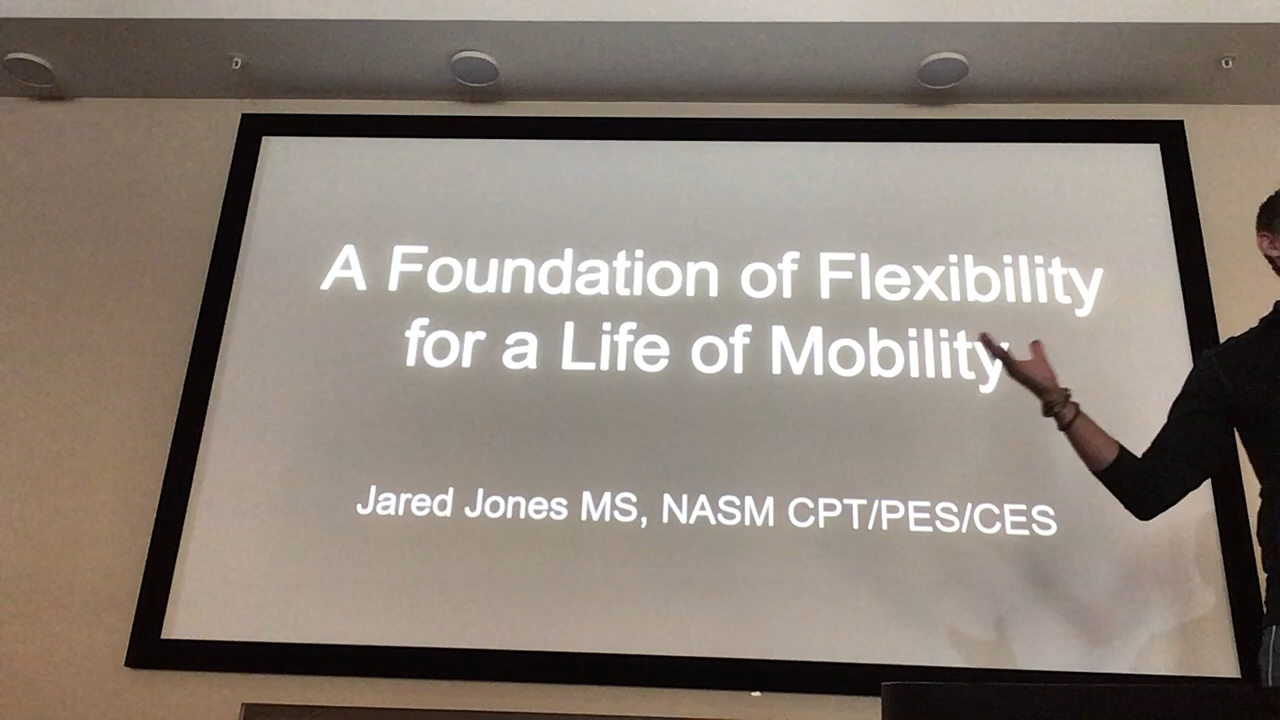 A Foundation of Flexibility
for a Life of Mobility
Jared Jones MS, NASM CPT/PES/CES